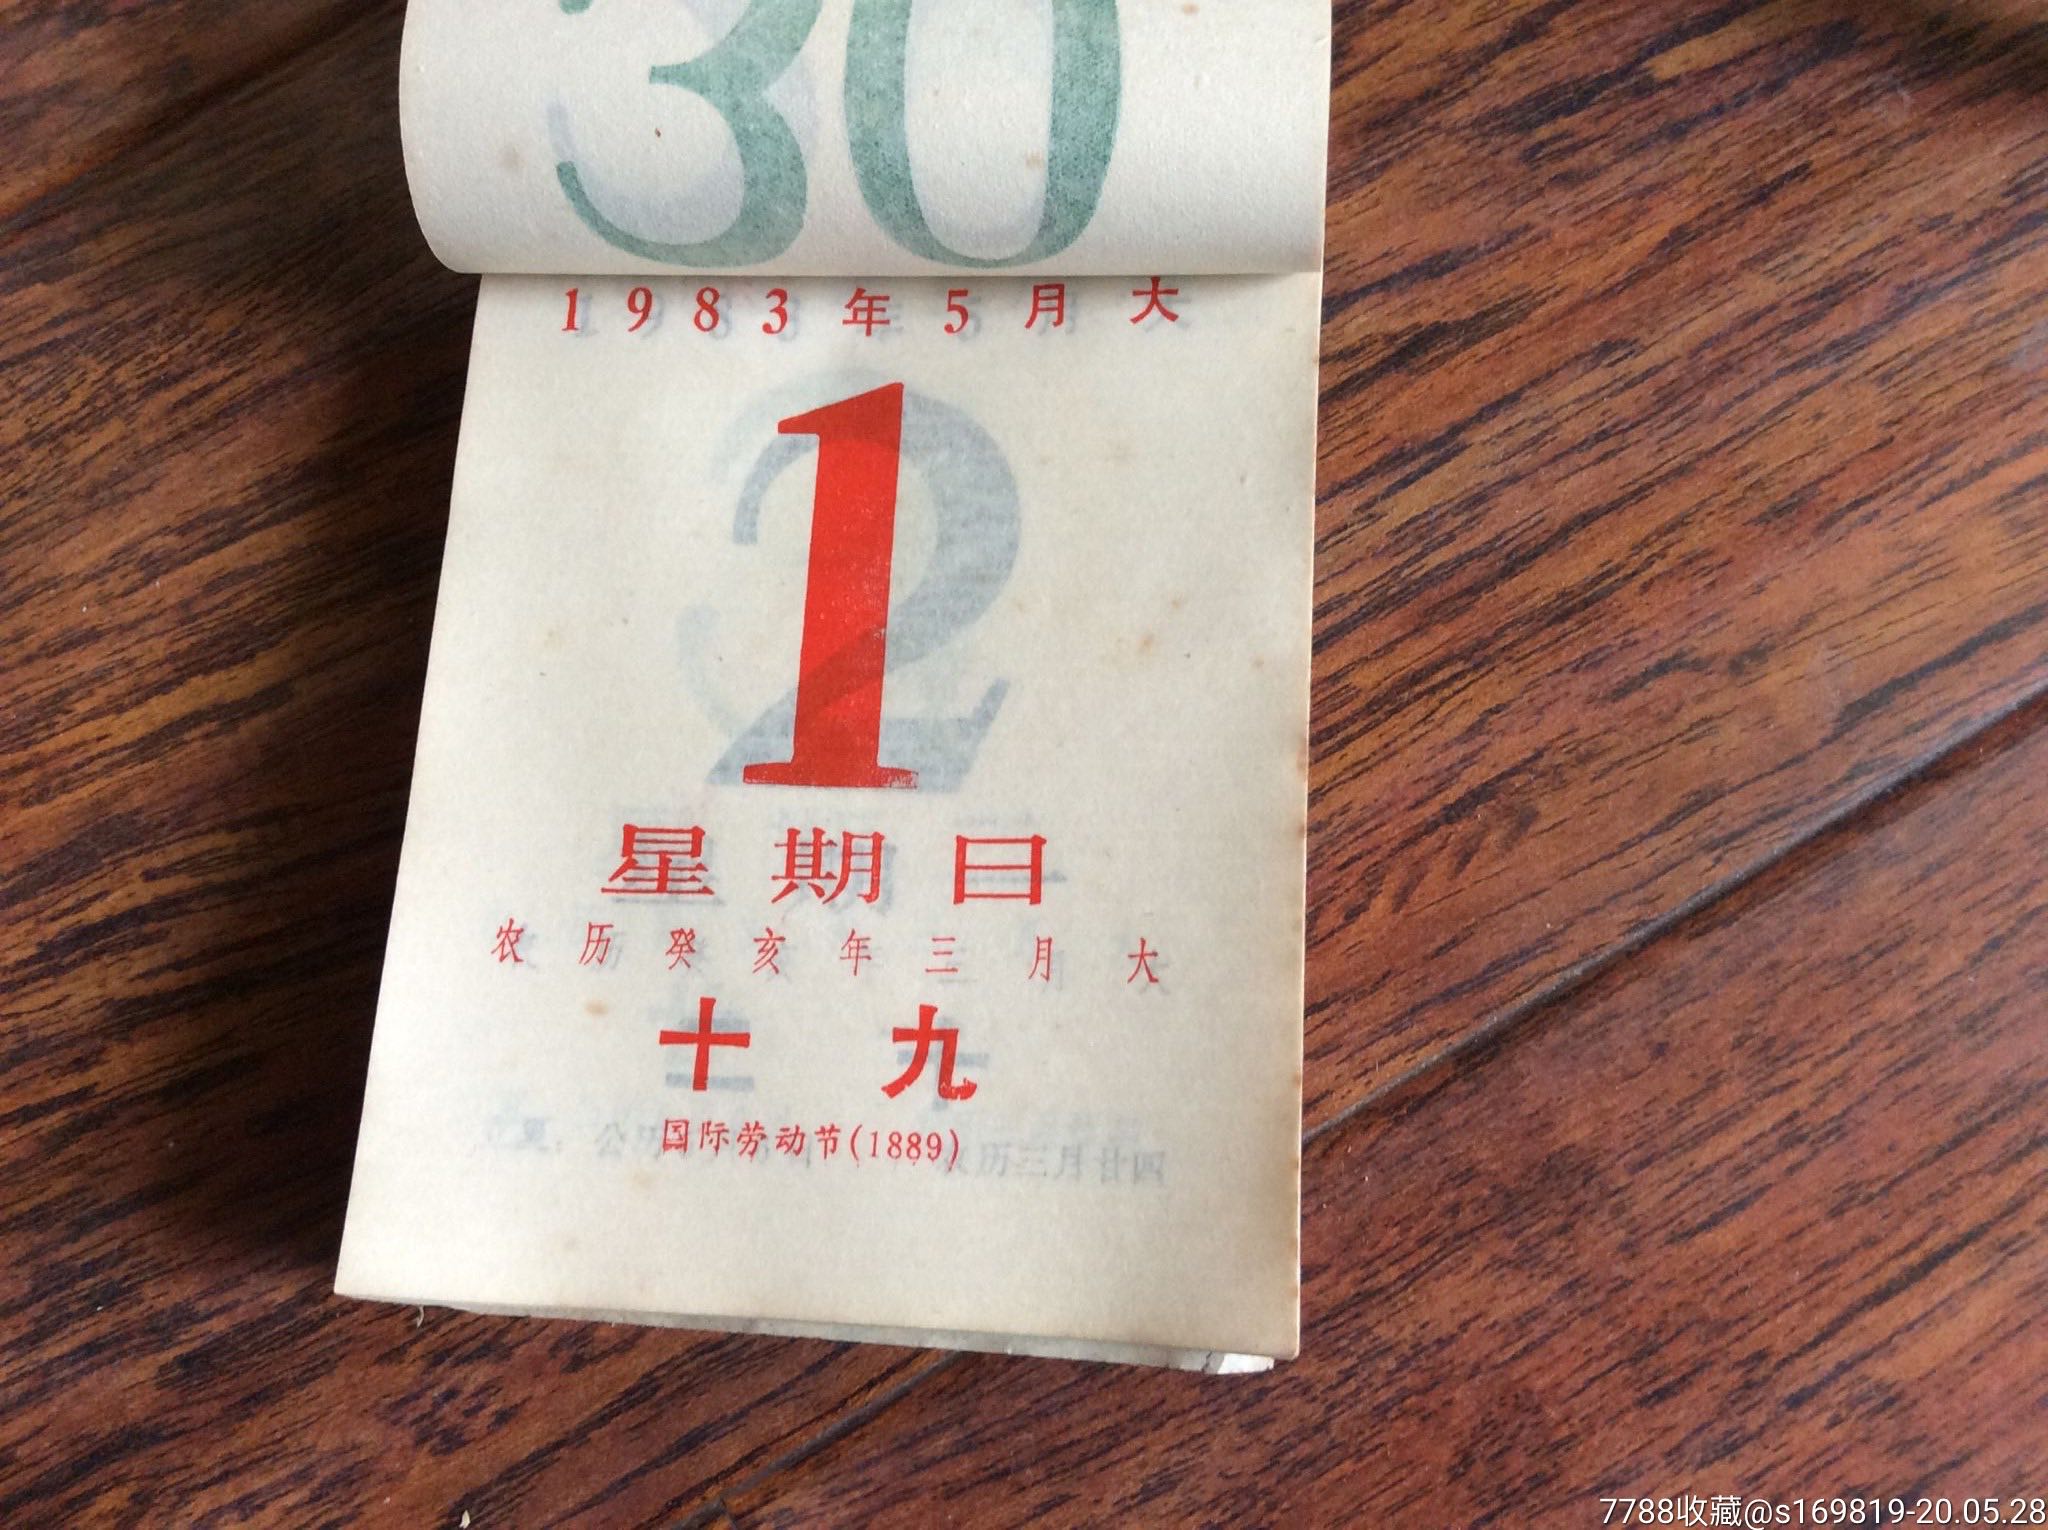 30
1983年5月大
1
星期日
农历癸亥年三月大
十九
国际劳动节(1889)
7788收藏@s169819-20.05.28